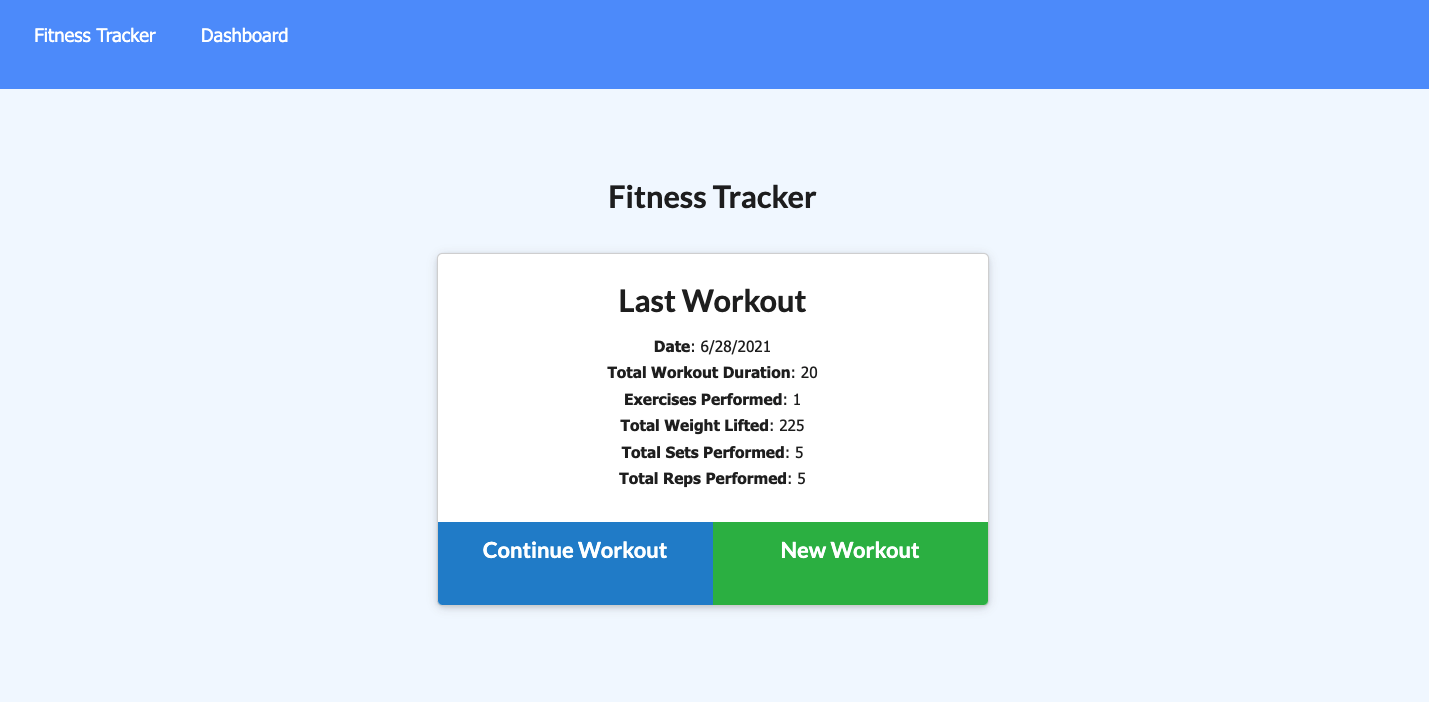 Fitness Tracker Dashboard
Fitness Tracker
Last Workout
Date: 6/28/2021
Total Workout Duration: 20
Exercises Performed: 1
Total Weight Lifted: 225
Total Sets Performed: 5
Total Reps Performed: 5
Continue Workout New Workout